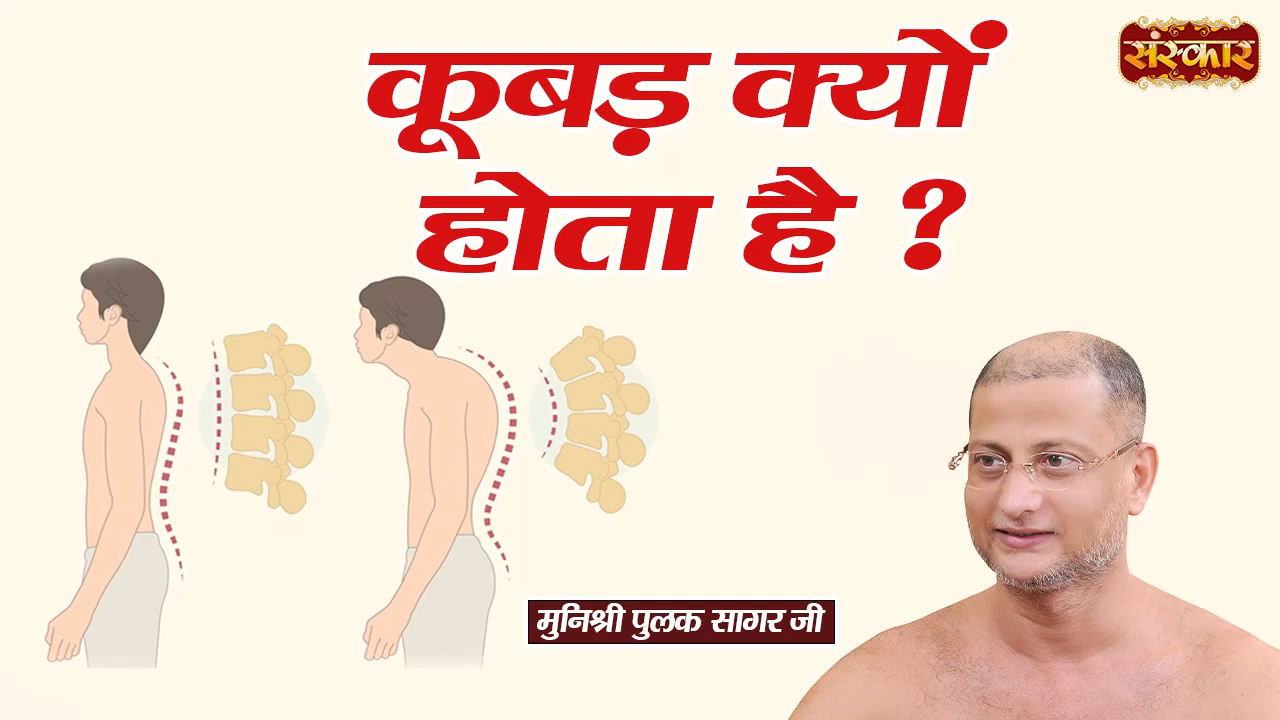 संस्कार
कूबड़ क्यों
होता है ?
मुनिश्री पुलक सागर जी